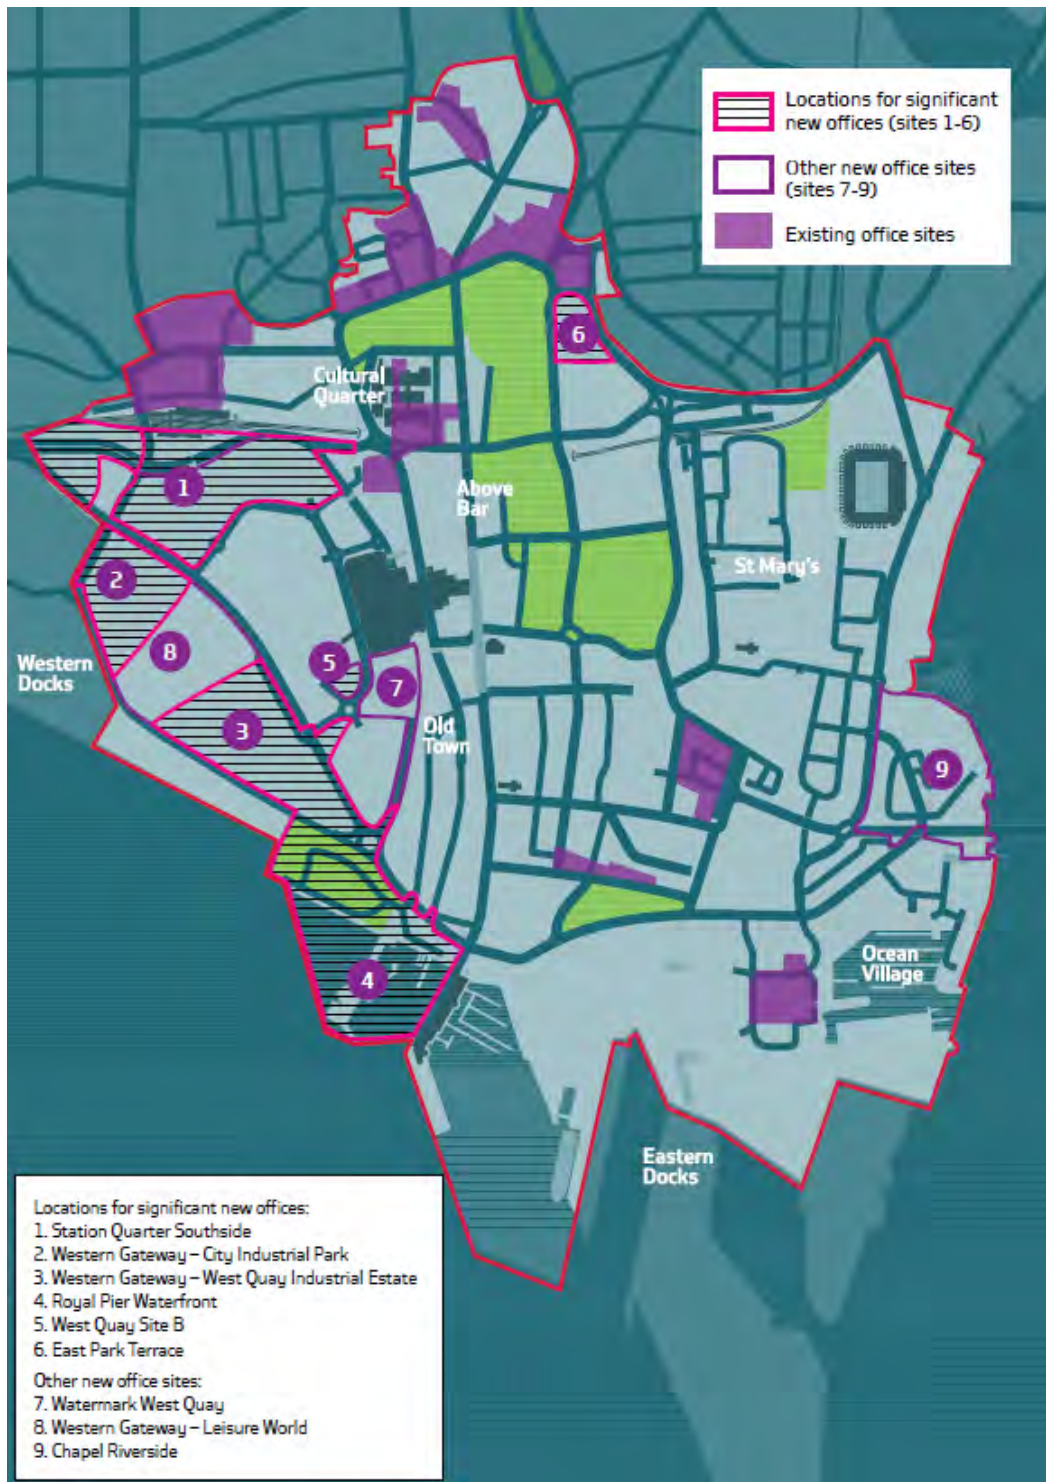 Locations for significant
new offices (sites 1-6)
Other new office sites
(sites 7-9)
Existing office sites
6
Cultural
Quarter
1
Above
Bar
2
St Mary's
8
5
Western
Docks
7
3
Old
Town
9
Ocean
Village
4
Eastern
Docks
Locations for significant new offices:
1. Station Quarter Southside
2. Western Gateway – City Industrial Park
3. Western Gateway – West Quay Industrial Estate
4. Royal Pier Waterfront
5. West Quay Site B
6. East Park Terrace
Other new office sites:
7. Watermark West Quay
8. Western Gateway – Leisure World
9. Chapel Riverside